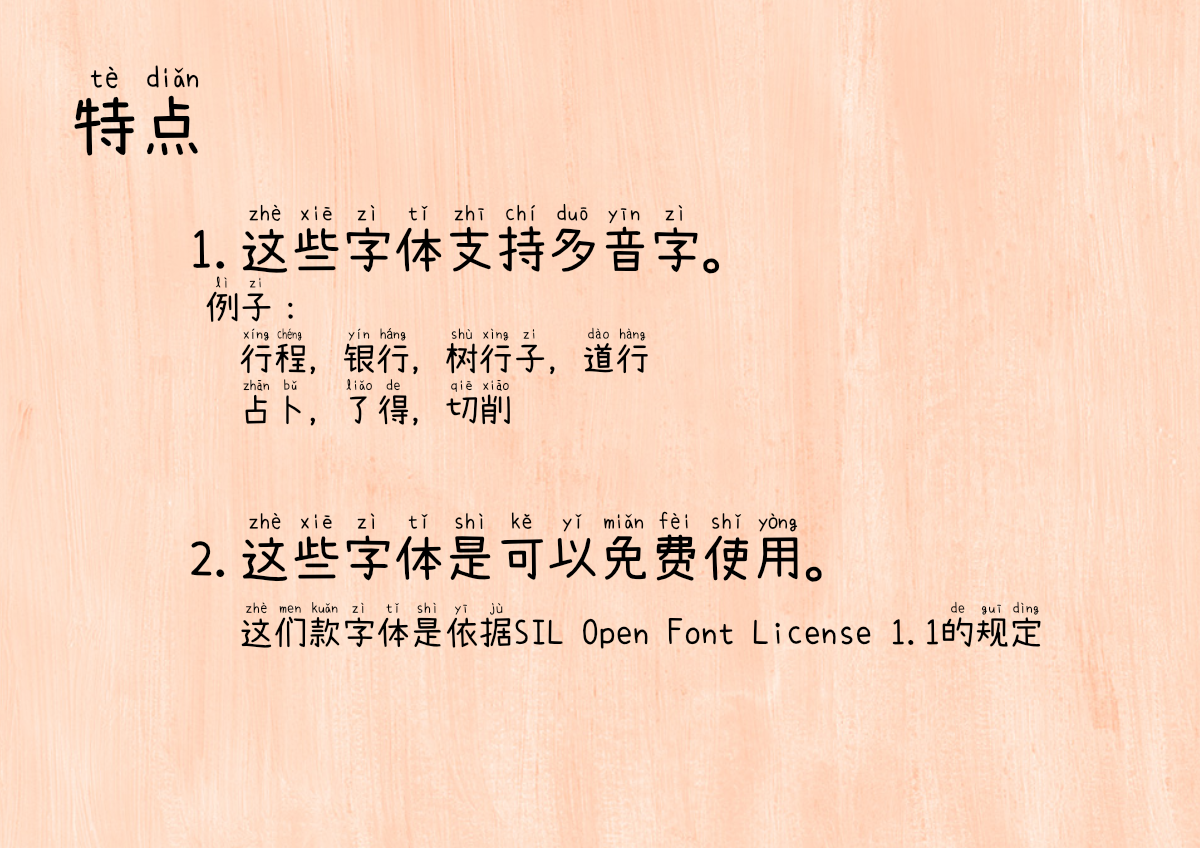 tè diǎn
特点
zhè xiē zì tǐ zhī chí duō yīn zì
1. 这些字体支持多音字。
lì zi
例子：
xíng chéng yín háng shù xìng zi dào hàng
行程, 银行, 树行子, 道行
zhān bǔ liǎo de qiē xiāo
占卜, 了得, 切削
zhè xiē zì tǐ shì kě yǐ miǎn fèi shǐ yòng
2. 这些字体是可以免费使用。
zhè men kuǎn zì tǐ shì yī jù de guī dìng
这们款字体是依据SIL Open Font License 1.1的规定